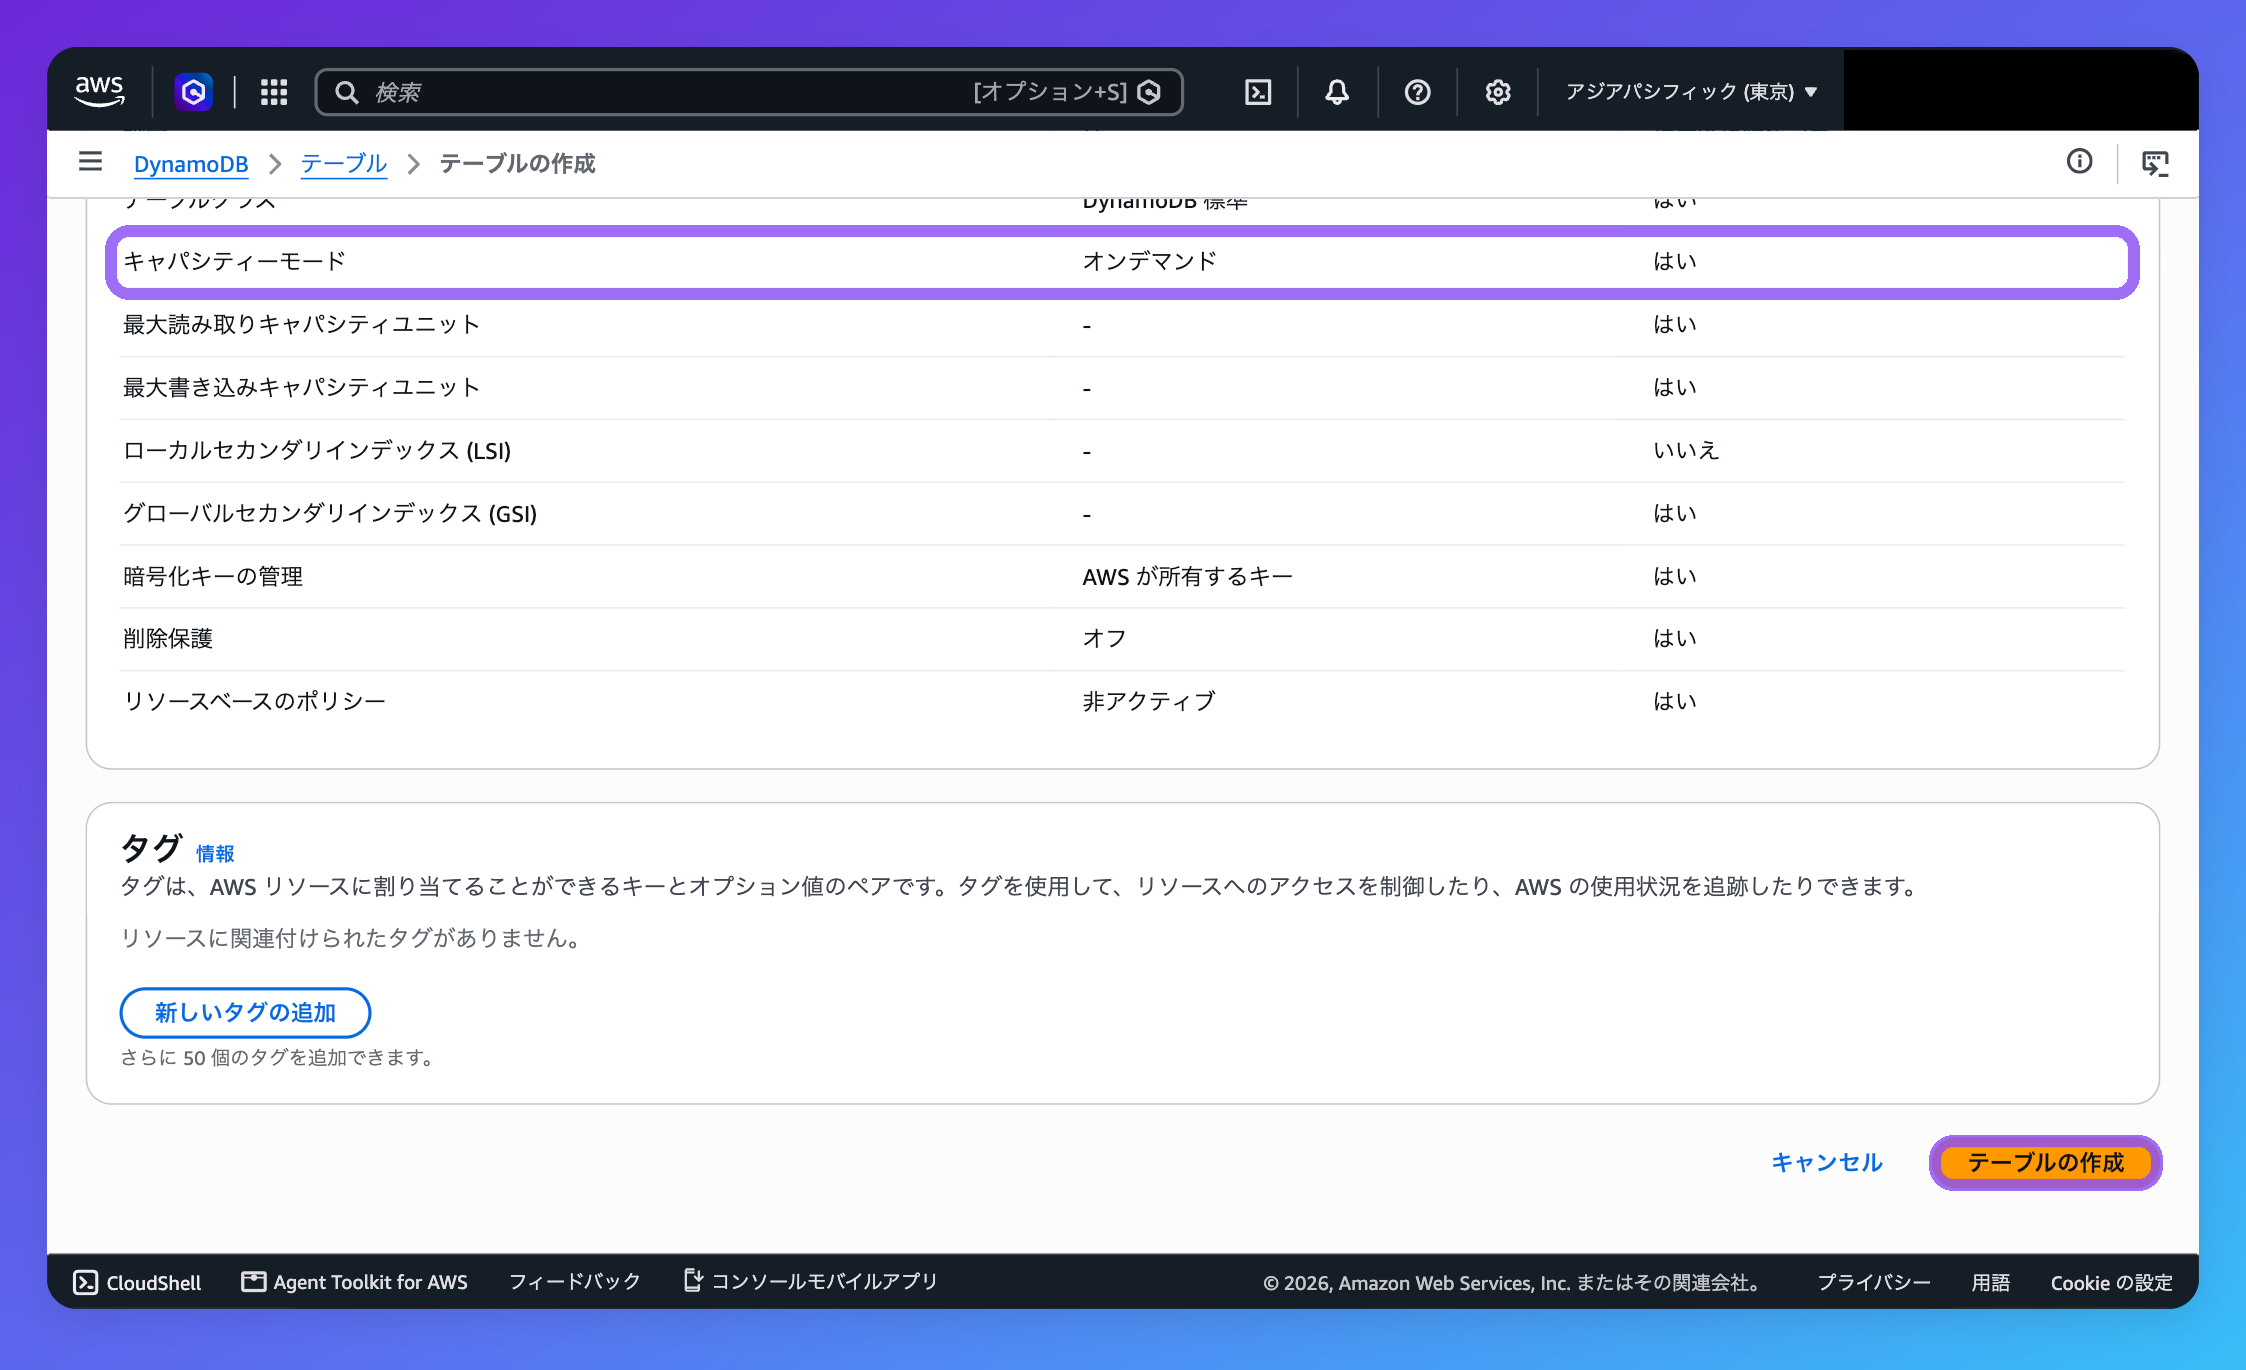 aws
検索 [オプション+S]
アジアパシフィック (東京) ▼
DynamoDB > テーブル > テーブルの作成
テーブルクラス DynamoDB 標準 はい
キャパシティーモード オンデマンド はい
最大読み取りキャパシティユニット - はい
最大書き込みキャパシティユニット - はい
ローカルセカンダリインデックス (LSI) - いいえ
グローバルセカンダリインデックス (GSI) - はい
暗号化キーの管理 AWS が所有するキー はい
削除保護 オフ はい
リソースベースのポリシー 非アクティブ はい
タグ 情報
タグは、AWS リソースに割り当てることができるキーとオプション値のペアです。タグを使用して、リソースへのアクセスを制御したり、AWS の使用状況を追跡したりできます。
リソースに関連付けられたタグがありません。
新しいタグの追加
さらに 50 個のタグを追加できます。
キャンセル テーブルの作成
CloudShell Agent Toolkit for AWS フィードバック コンソールモバイルアプリ © 2026, Amazon Web Services, Inc. またはその関連会社。 プライバシー 用語 Cookie の設定